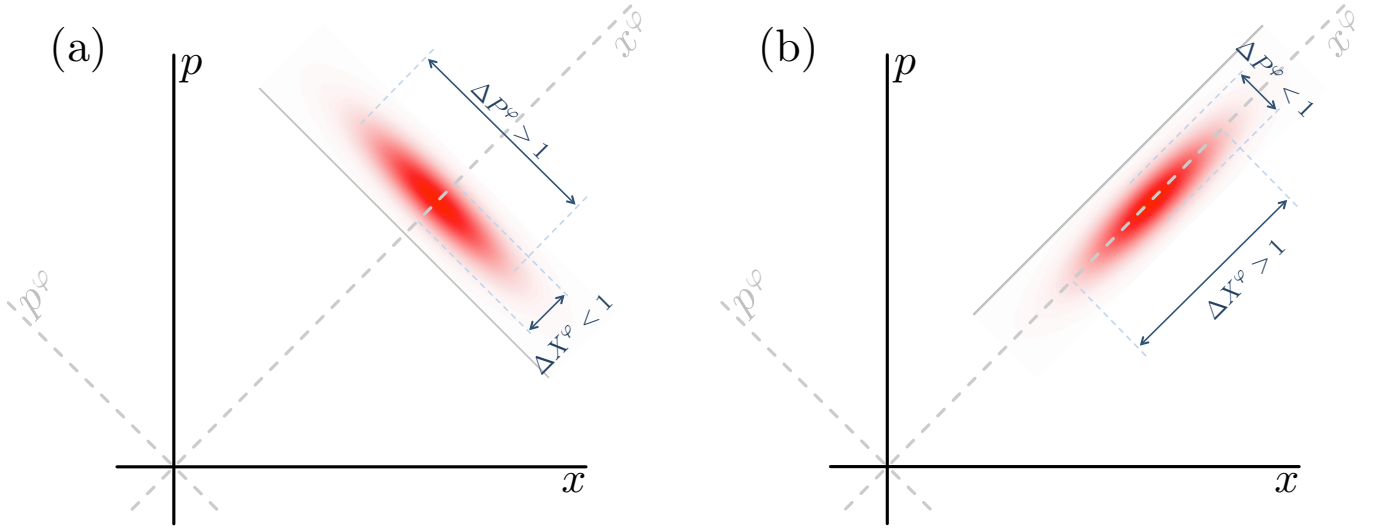 (a)
p
x^φ
ΔP^φ > 1
p^φ
ΔX^φ < 1
x
(b)
p
x^φ
ΔP^φ < 1
p^φ
ΔX^φ > 1
x